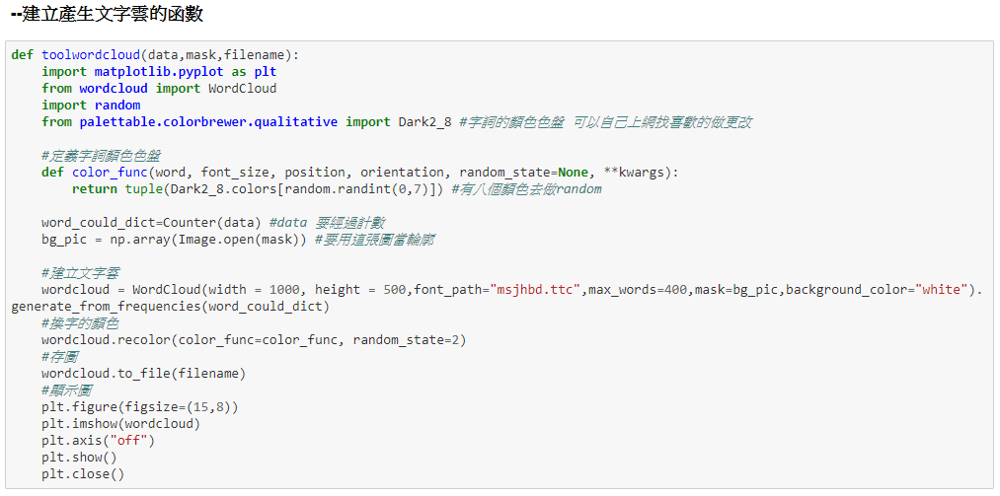 --建立產生文字雲的函數
def toolwordcloud(data,mask,filename):
    import matplotlib.pyplot as plt
    from wordcloud import WordCloud
    import random
    from palettable.colorbrewer.qualitative import Dark2_8 #字詞的顏色色盤 可以自己上網找喜歡的做更改
    #定義字詞顏色色盤
    def color_func(word, font_size, position, orientation, random_state=None, **kwargs):
        return tuple(Dark2_8.colors[random.randint(0,7)]) #有八個顏色去做random
    word_could_dict=Counter(data) #data 要經過計數
    bg_pic = np.array(Image.open(mask)) #要用這張圖當輪廓
    #建立文字雲
    wordcloud = WordCloud(width = 1000, height = 500,font_path="msjhbd.ttc",max_words=400,mask=bg_pic,background_color="white").
generate_from_frequencies(word_could_dict)
    #換字的顏色
    wordcloud.recolor(color_func=color_func, random_state=2)
    #存圖
    wordcloud.to_file(filename)
    #顯示圖
    plt.figure(figsize=(15,8))
    plt.imshow(wordcloud)
    plt.axis("off")
    plt.show()
    plt.close()